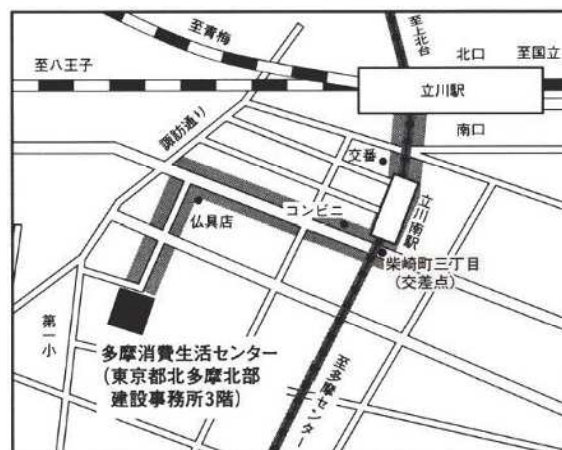 至青梅
至上北台
北口
至国立
至八王子
立川駅
諏訪通り
南口
交番
立川南駅
コンビニ
仏具店
柴崎町三丁目
(交差点)
第一小
多摩消費生活センター
(東京都北多摩北部
建設事務所3階)
至多摩センター